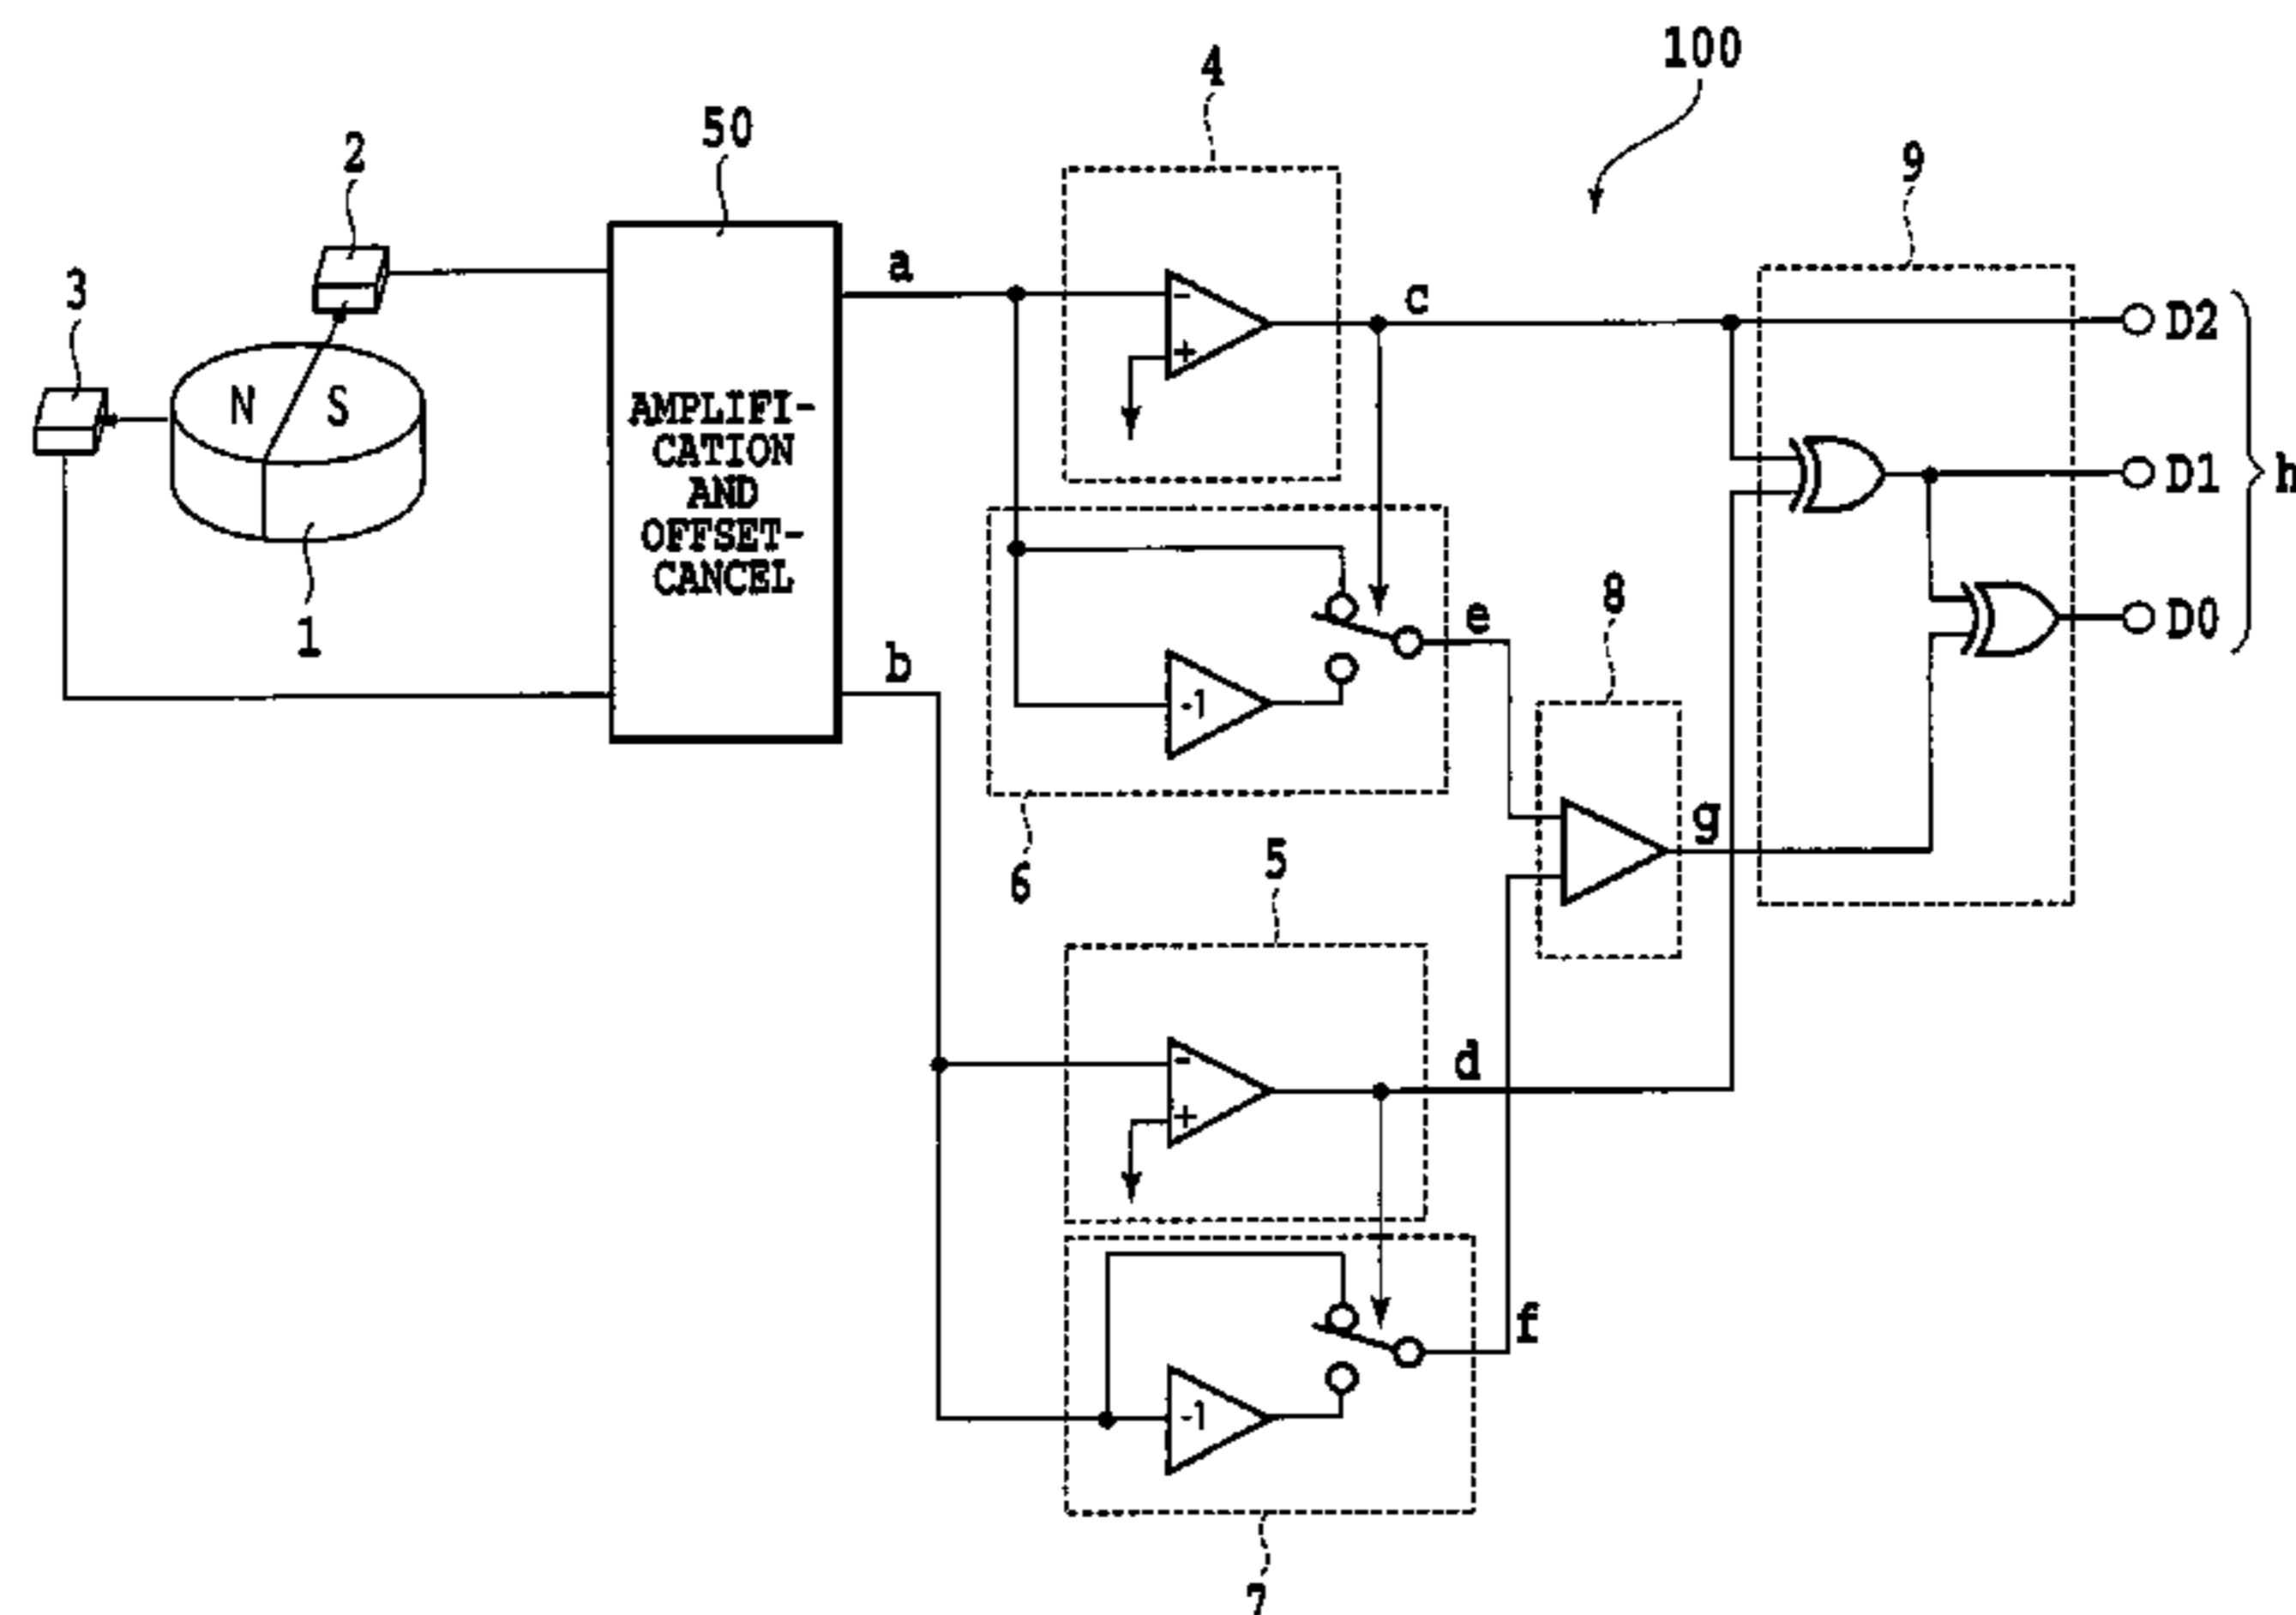 100
4
50
9
2
a
c
D2
3
N
S
-
+
AMPLIFI-
CATION
AND
OFFSET-
CANCEL
D1
h
8
e
D0
1
b
-1
6
5
g
-
+
d
f
-1
7